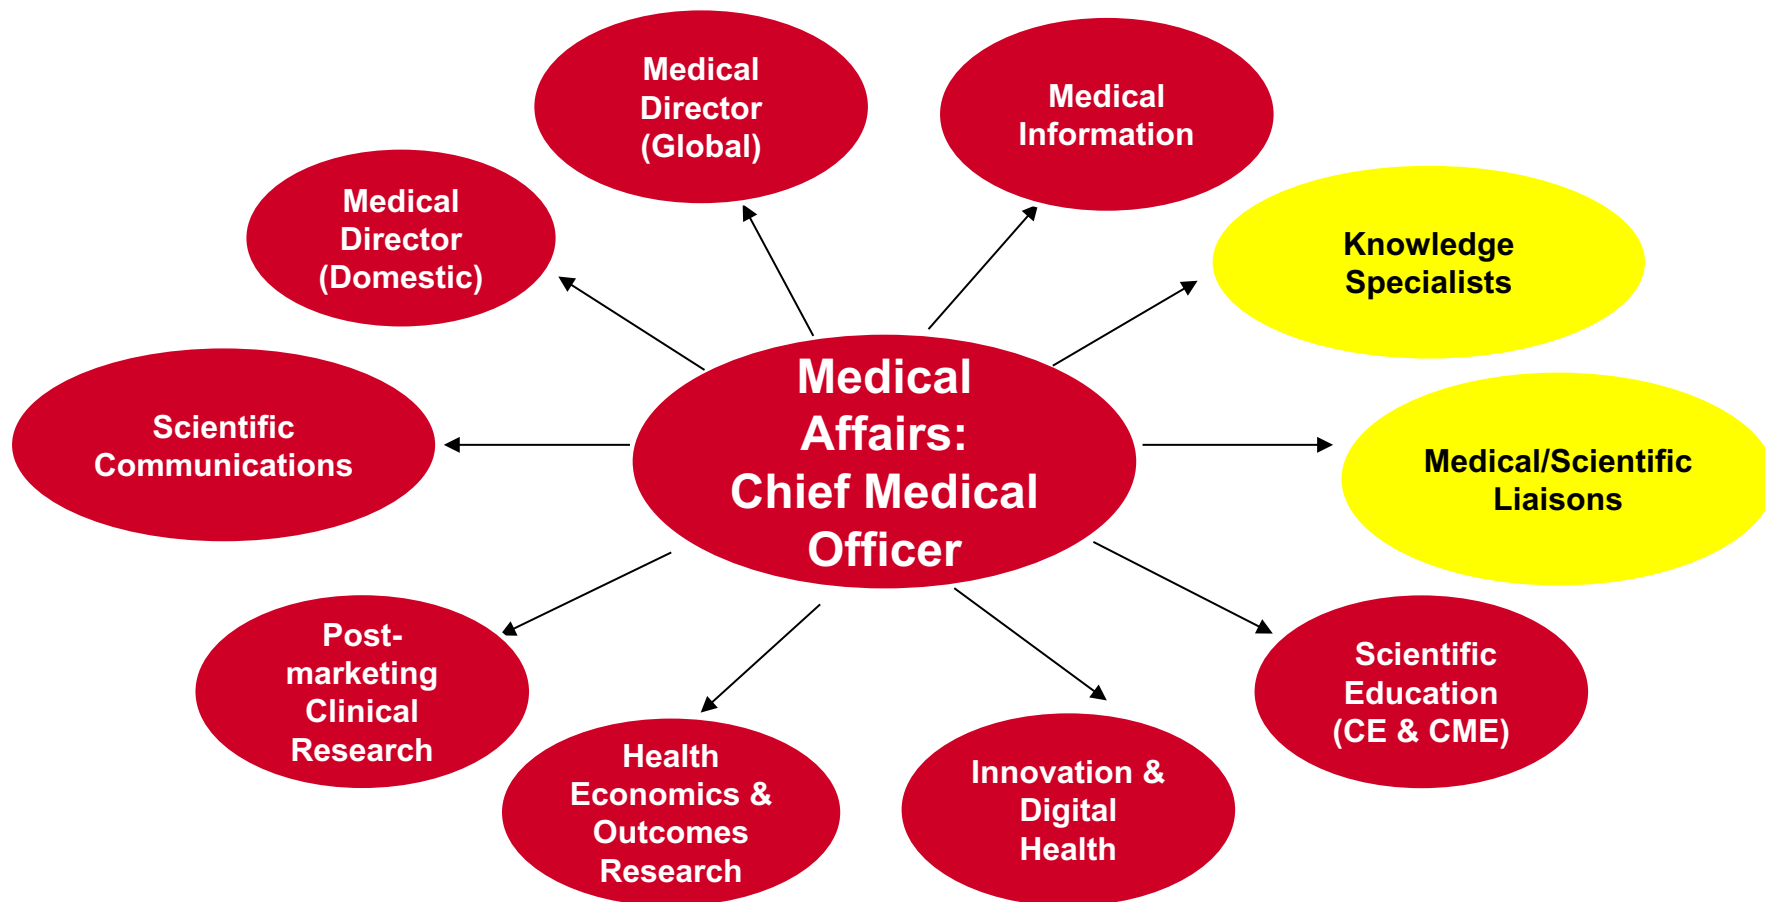 Medical
Director
(Global)
Medical
Information
Medical
Director
(Domestic)
Knowledge
Specialists
Medical
Affairs:
Chief Medical
Officer
Scientific
Communications
Medical/Scientific
Liaisons
Post-
marketing
Clinical
Research
Scientific
Education
(CE & CME)
Health
Economics &
Outcomes
Research
Innovation &
Digital
Health